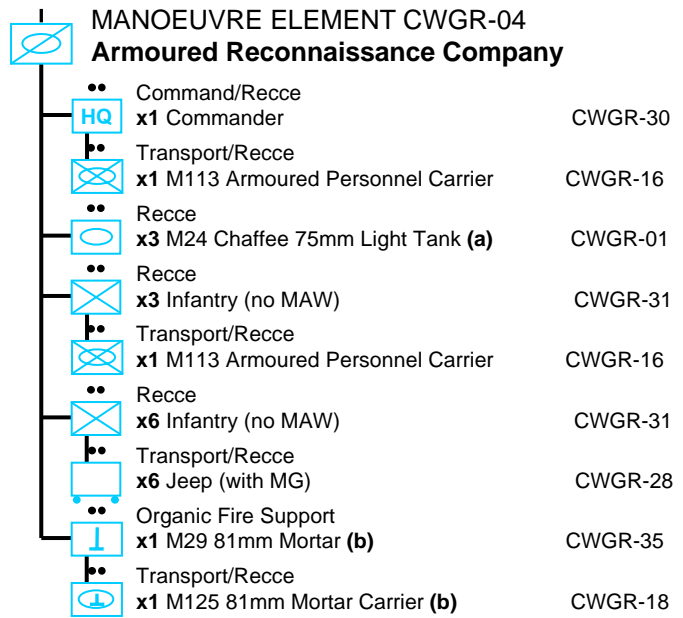 MANOEUVRE ELEMENT CWGR-04
Armoured Reconnaissance Company
Command/Recce
HQ x1 Commander CWGR-30
Transport/Recce
x1 M113 Armoured Personnel Carrier CWGR-16
Recce
x3 M24 Chaffee 75mm Light Tank (a) CWGR-01
Recce
x3 Infantry (no MAW) CWGR-31
Transport/Recce
x1 M113 Armoured Personnel Carrier CWGR-16
Recce
x6 Infantry (no MAW) CWGR-31
Transport/Recce
x6 Jeep (with MG) CWGR-28
Organic Fire Support
x1 M29 81mm Mortar (b) CWGR-35
Transport/Recce
x1 M125 81mm Mortar Carrier (b) CWGR-18